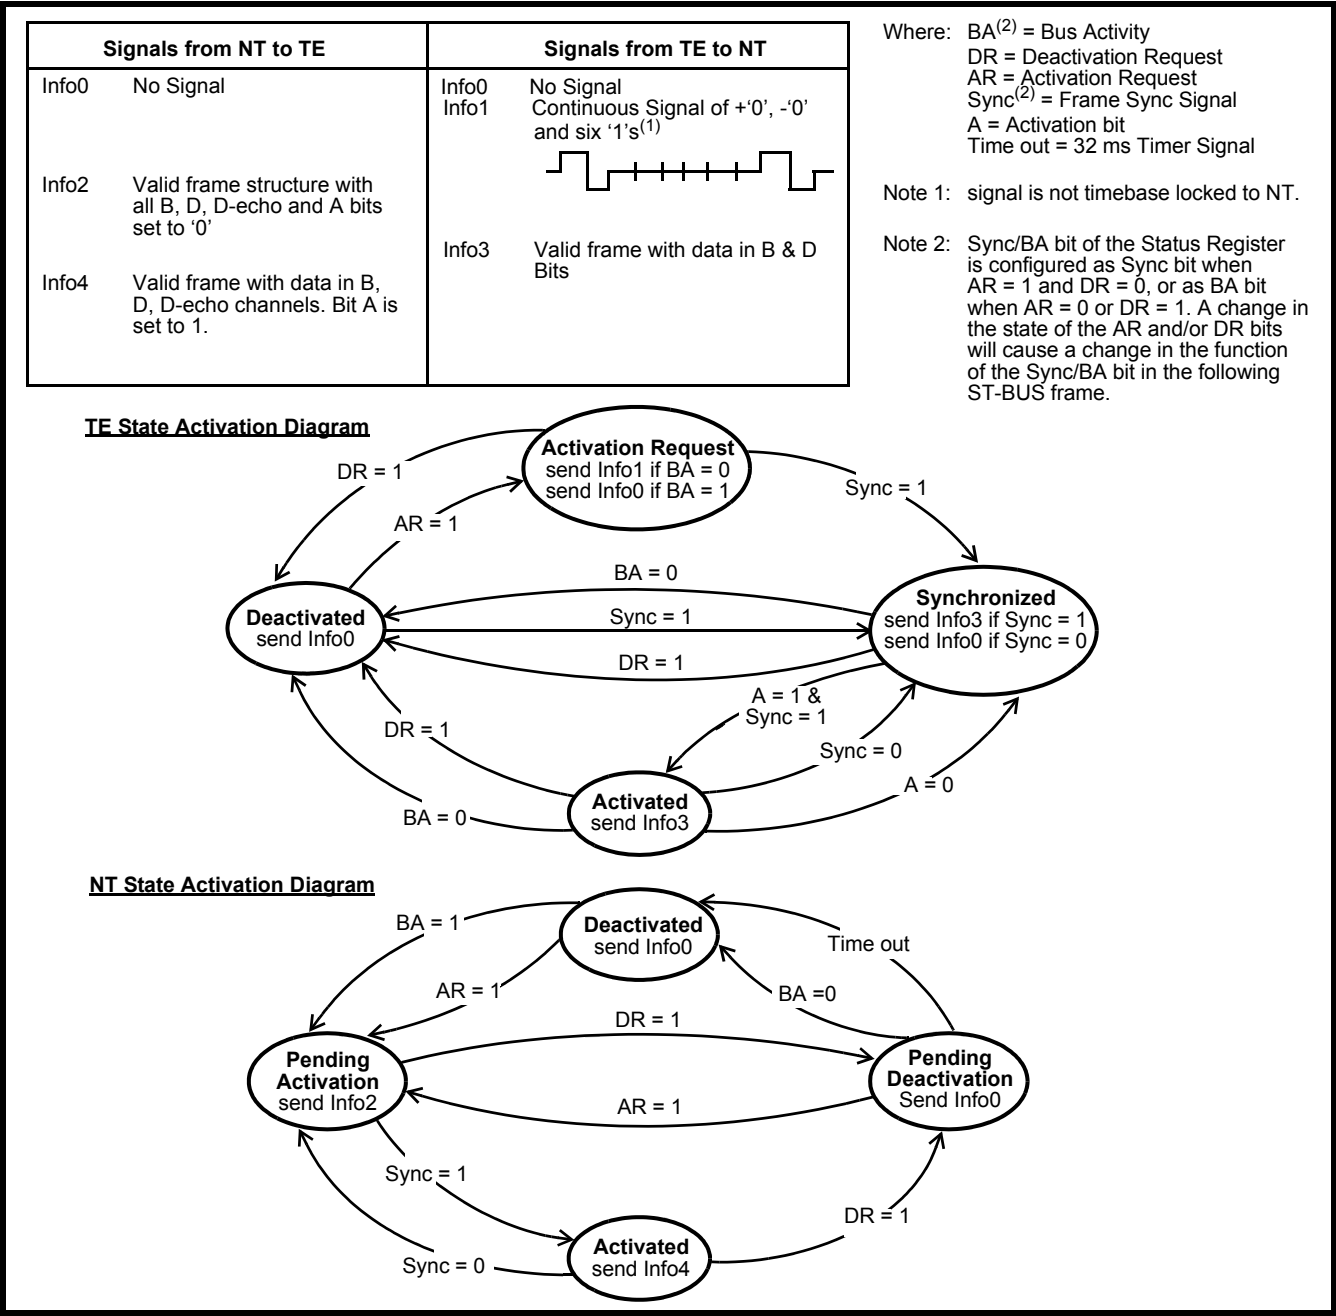 Signals from NT to TE
Info0 No Signal
Info2 Valid frame structure with
all B, D, D-echo and A bits
set to ‘0’
Info4 Valid frame with data in B,
D, D-echo channels. Bit A is
set to 1.
Signals from TE to NT
Info0 No Signal
Info1 Continuous Signal of +‘0’, -‘0’
and six ‘1’s(1)
Info3 Valid frame with data in B & D
Bits
Where: BA(2) = Bus Activity
DR = Deactivation Request
AR = Activation Request
Sync(2) = Frame Sync Signal
A = Activation bit
Time out = 32 ms Timer Signal
Note 1: signal is not timebase locked to NT.
Note 2: Sync/BA bit of the Status Register
is configured as Sync bit when
AR = 1 and DR = 0, or as BA bit
when AR = 0 or DR = 1. A change in
the state of the AR and/or DR bits
will cause a change in the function
of the Sync/BA bit in the following
ST-BUS frame.
TE State Activation Diagram
Activation Request
send Info1 if BA = 0
send Info0 if BA = 1
DR = 1
AR = 1
Sync = 1
BA = 0
Sync = 1
DR = 1
Deactivated
send Info0
Synchronized
send Info3 if Sync = 1
send Info0 if Sync = 0
A = 1 &
Sync = 1
DR = 1
Sync = 0
A = 0
BA = 0
Activated
send Info3
NT State Activation Diagram
Deactivated
send Info0
BA = 1
Time out
AR = 1
BA =0
DR = 1
Pending
Activation
send Info2
Pending
Deactivation
Send Info0
AR = 1
Sync = 1
DR = 1
Sync = 0
Activated
send Info4